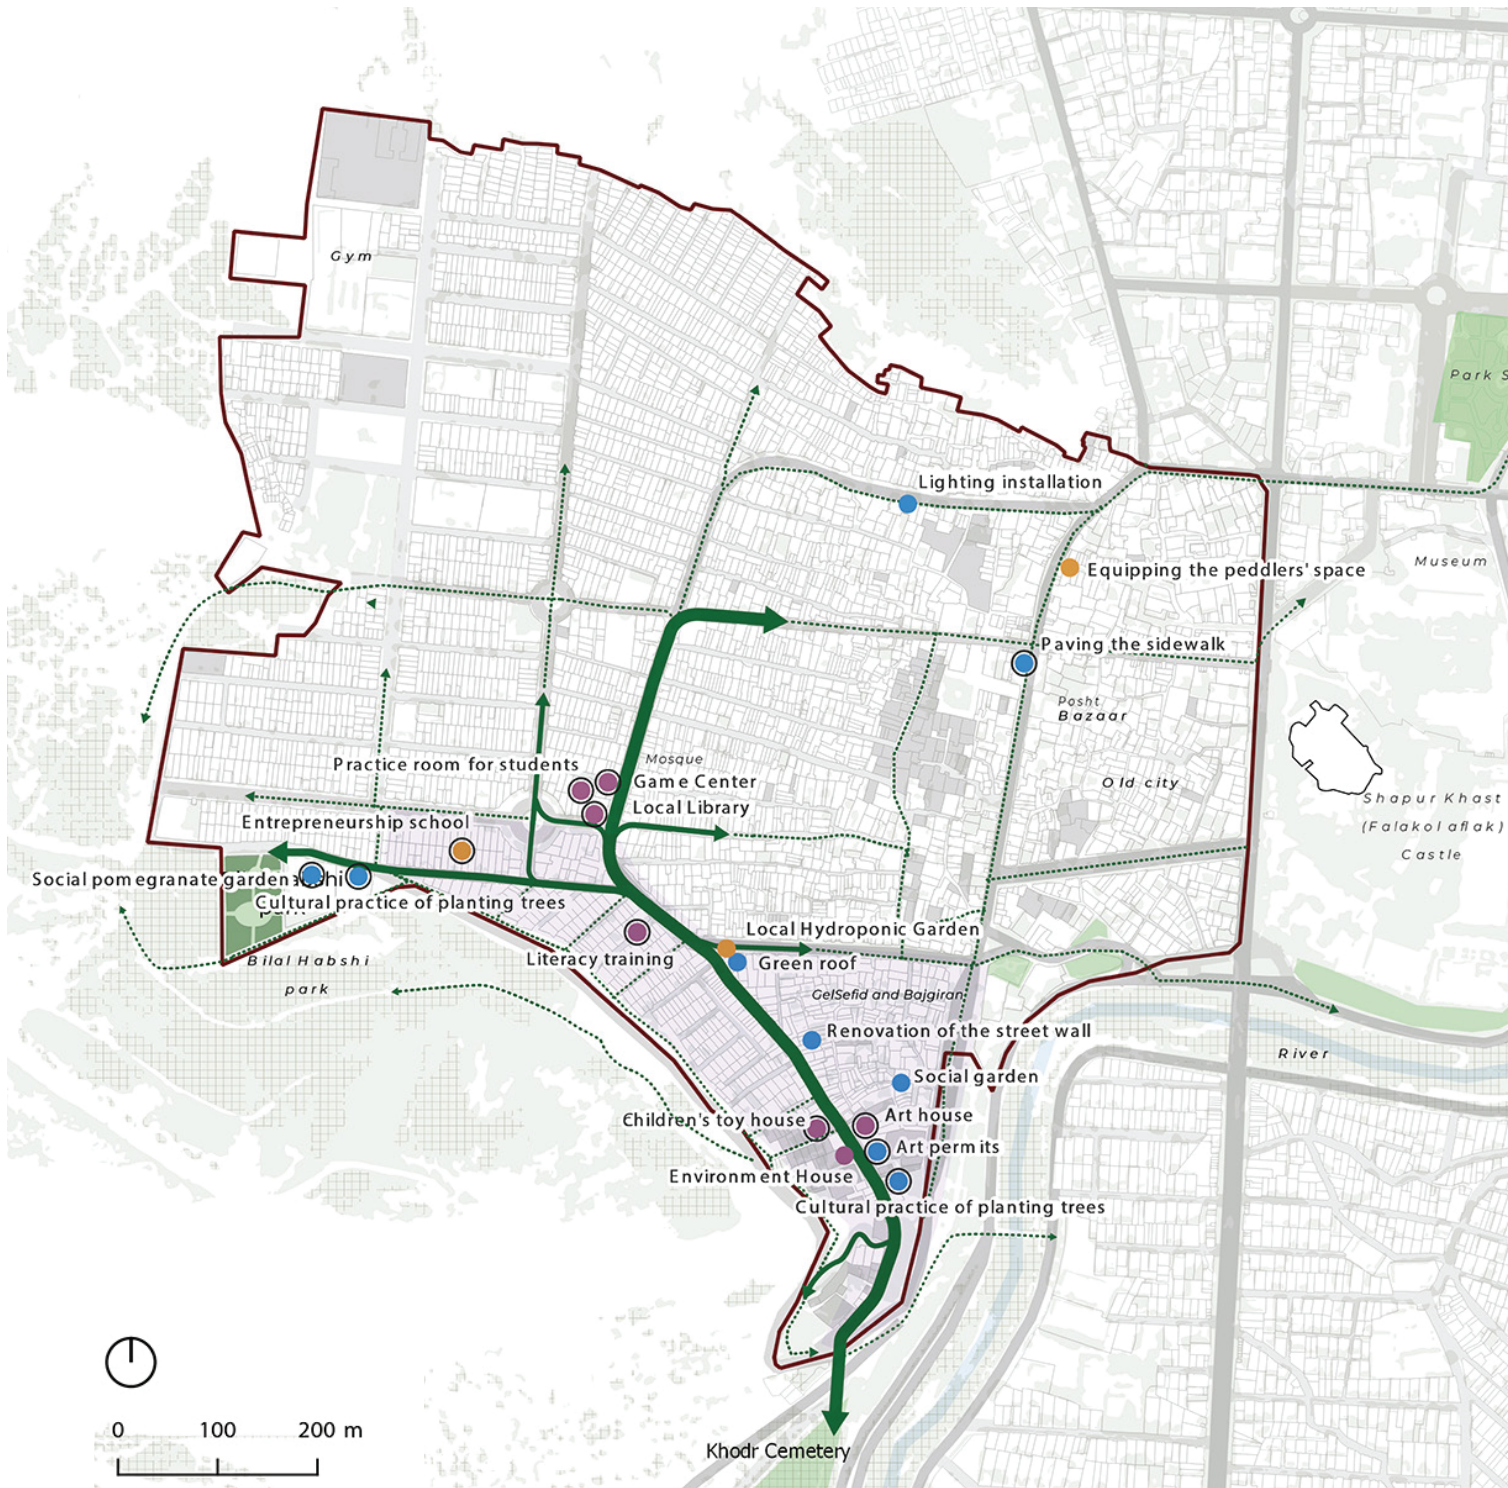 Gym
Park S
Lighting installation
Museum
Equipping the peddlers' space
Paving the sidewalk
Posht
Bazaar
Mosque
Practice room for students
Game Center
Old city
Local Library
Shapur Khast
(Falakol aflak)
Castle
Entrepreneurship school
Social pomegranate garden
Cultural practice of planting trees
Local Hydroponic Garden
Literacy training
Green roof
Bilal Habshi
park
GelSefid and Bajgiran
Renovation of the street wall
River
Social garden
Children's toy house
Art house
Art permits
Environment House
Cultural practice of planting trees
0 100 200 m
Khodr Cemetery